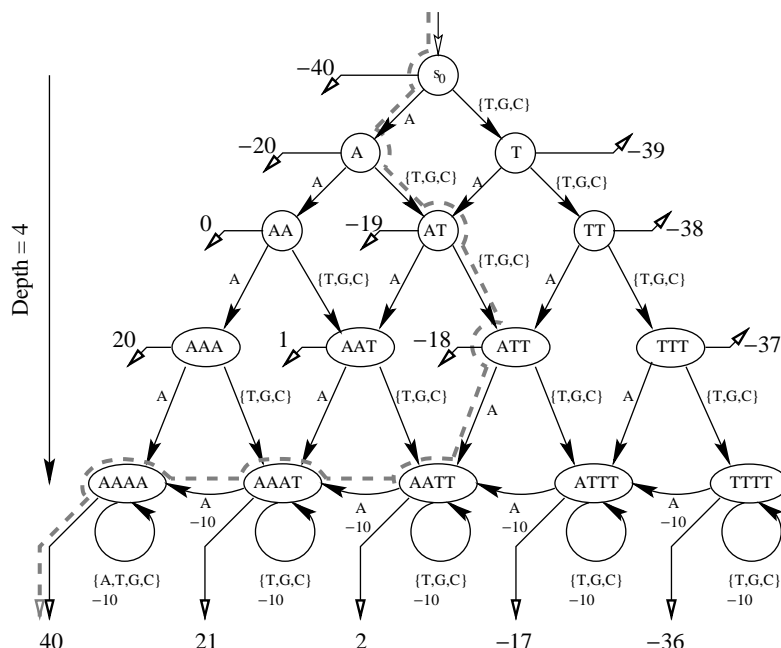 −40
s0
A
{T,G,C}
−20
A
T
−39
A
{T,G,C}
A
{T,G,C}
0
AA
−19
AT
TT
−38
A
{T,G,C}
A
{T,G,C}
A
{T,G,C}
Depth = 4
20
AAA
1
AAT
−18
ATT
TTT
−37
A
{T,G,C}
A
{T,G,C}
A
{T,G,C}
A
{T,G,C}
AAAA
AAAT
AATT
ATTT
TTTT
A
−10
A
−10
A
−10
A
−10
{A,T,G,C}
−10
{T,G,C}
−10
{T,G,C}
−10
{T,G,C}
−10
{T,G,C}
−10
40
21
2
−17
−36